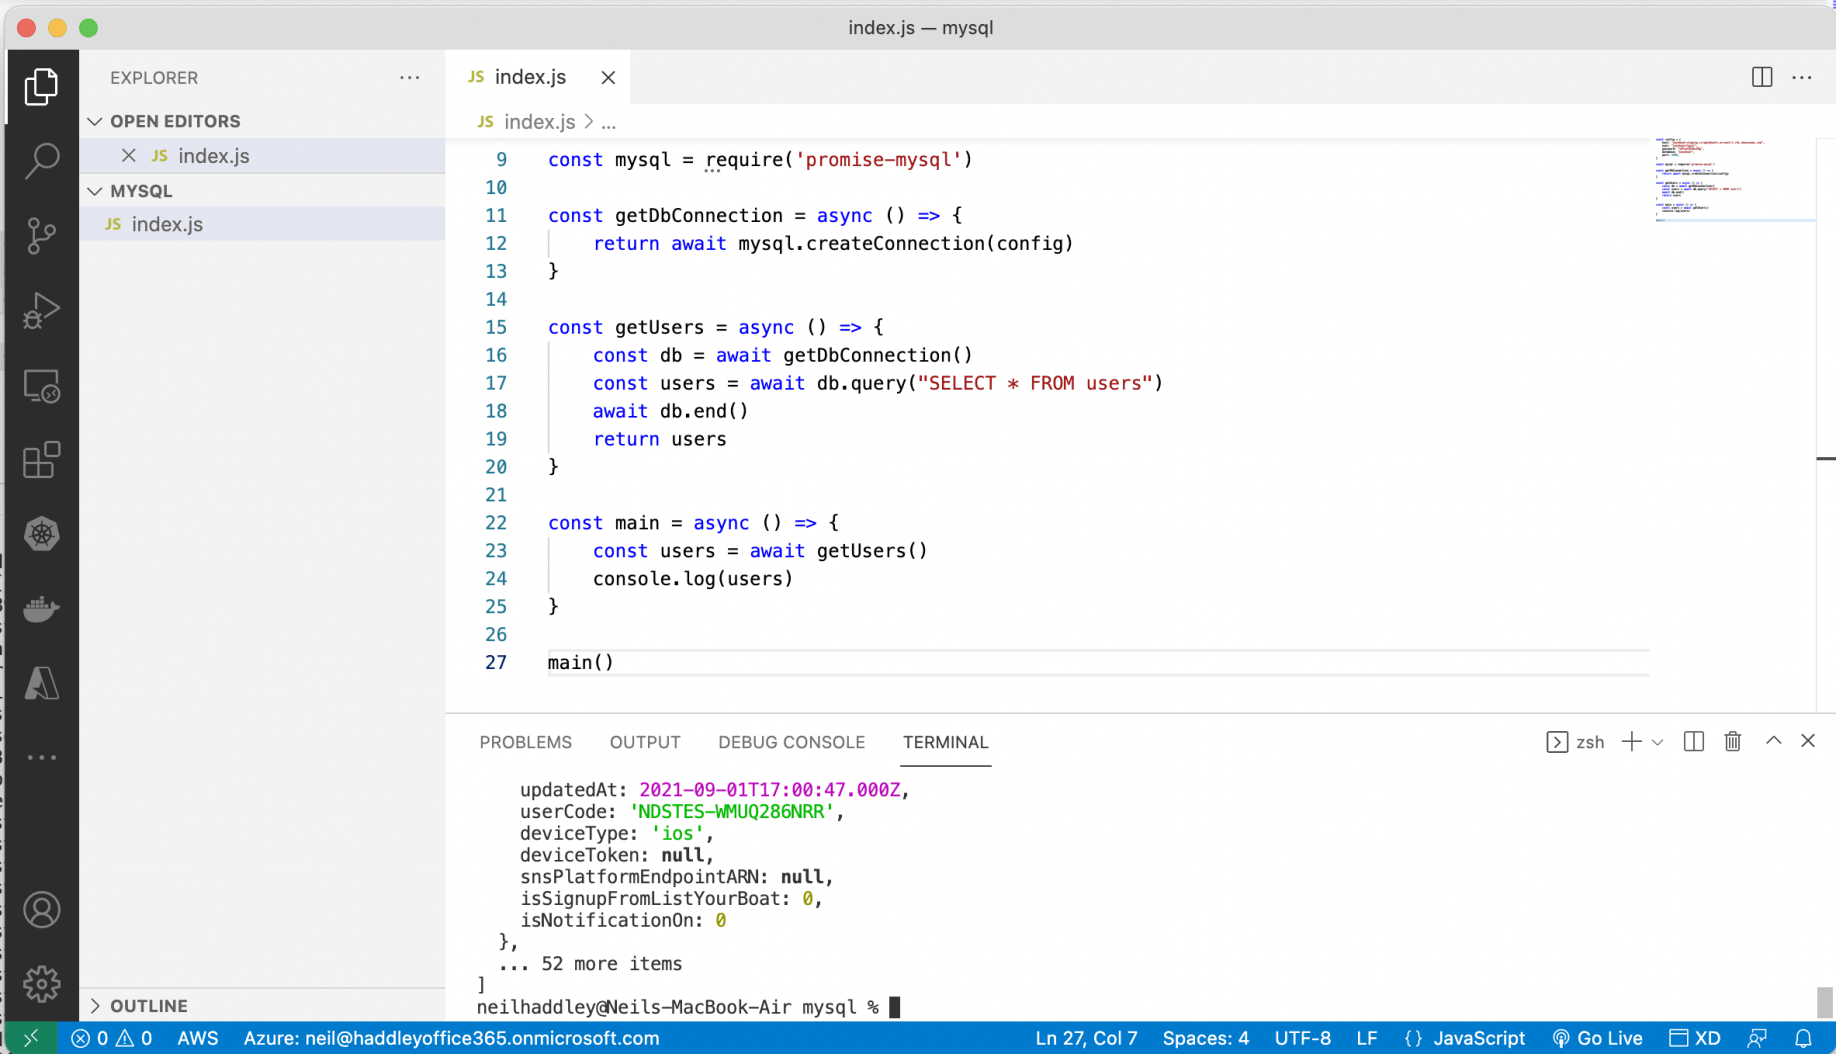 index.js — mysql
EXPLORER
JS index.js
OPEN EDITORS
JS index.js > ...
JS index.js
MYSQL
JS index.js
9 const mysql = require('promise-mysql')
10
11 const getDbConnection = async () => {
12 return await mysql.createConnection(config)
13 }
14
15 const getUsers = async () => {
16 const db = await getDbConnection()
17 const users = await db.query("SELECT * FROM users")
18 await db.end()
19 return users
20 }
21
22 const main = async () => {
23 const users = await getUsers()
24 console.log(users)
25 }
26
27 main()
PROBLEMS OUTPUT DEBUG CONSOLE TERMINAL zsh
updatedAt: 2021-09-01T17:00:47.000Z,
userCode: 'NDSTES-WMUQ286NRR',
deviceType: 'ios',
deviceToken: null,
snsPlatformEndpointARN: null,
isSignupFromListYourBoat: 0,
isNotificationOn: 0
},
... 52 more items
]
neilhaddley@Neils-MacBook-Air mysql %
OUTLINE
0 0 AWS Azure: neil@haddleyoffice365.onmicrosoft.com Ln 27, Col 7 Spaces: 4 UTF-8 LF {} JavaScript Go Live XD